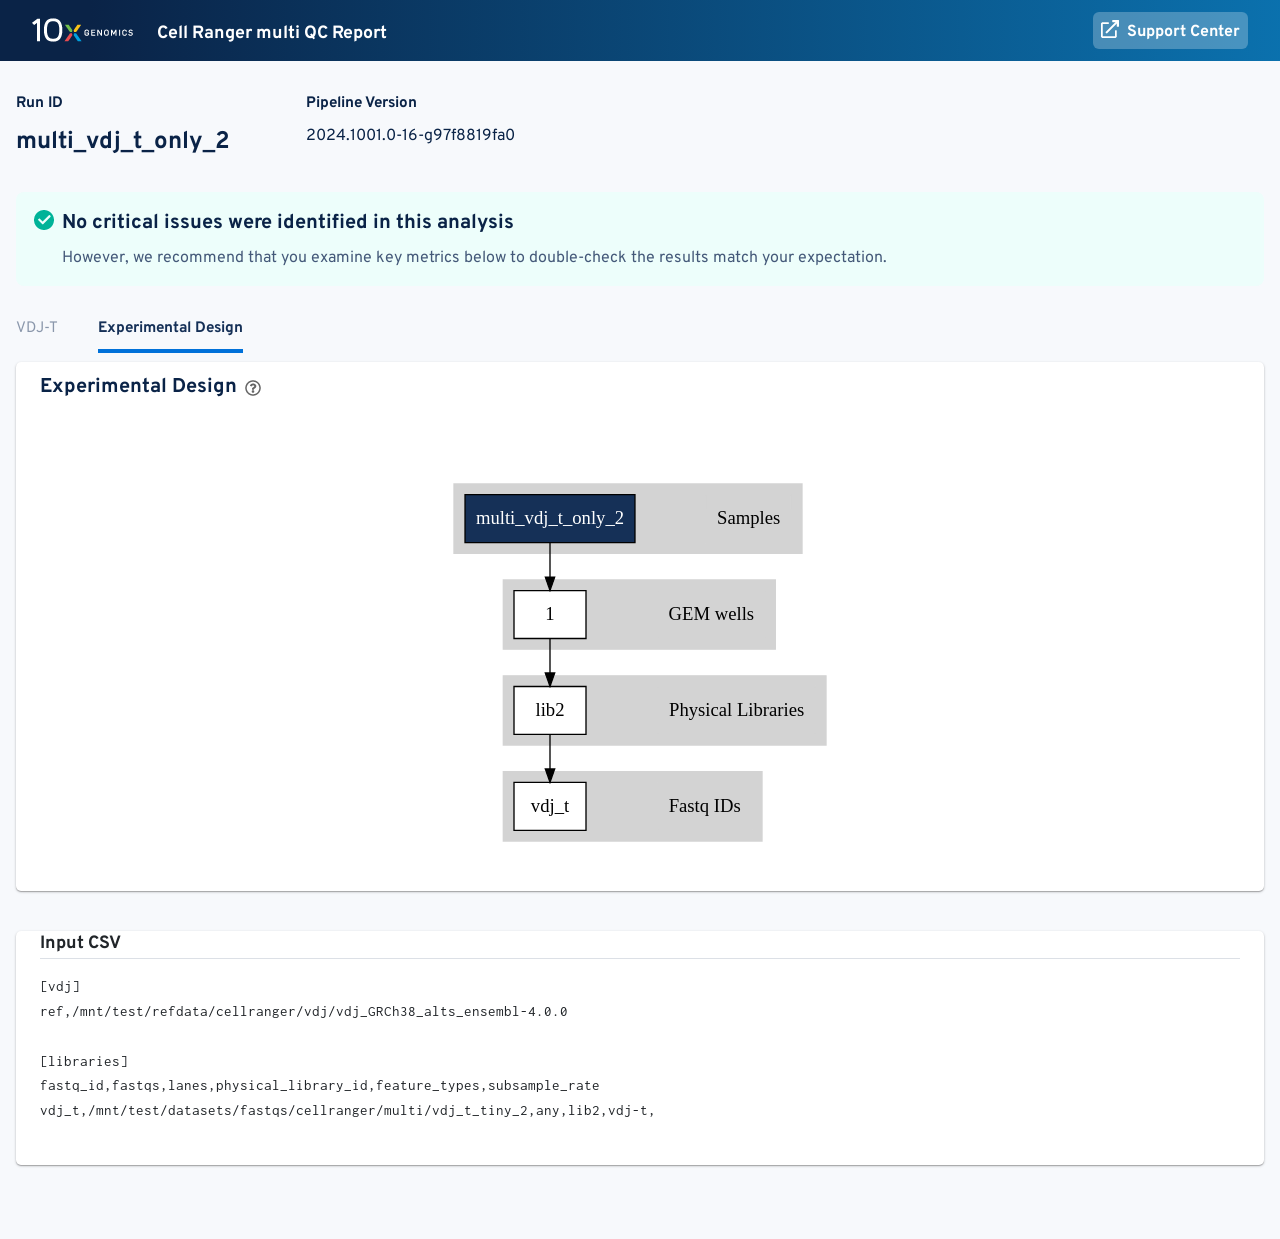 10X GENOMICS Cell Ranger multi QC Report Support Center
Run ID Pipeline Version
multi_vdj_t_only_2 2024.1001.0-16-g97f8819fa0
No critical issues were identified in this analysis
However, we recommend that you examine key metrics below to double-check the results match your expectation.
VDJ-T Experimental Design
Experimental Design ?
multi_vdj_t_only_2 Samples
1 GEM wells
lib2 Physical Libraries
vdj_t Fastq IDs
Input CSV
[vdj]
ref,/mnt/test/refdata/cellranger/vdj/vdj_GRCh38_alts_ensembl-4.0.0
[libraries]
fastq_id,fastqs,lanes,physical_library_id,feature_types,subsample_rate
vdj_t,/mnt/test/datasets/fastqs/cellranger/multi/vdj_t_tiny_2,any,lib2,vdj-t,